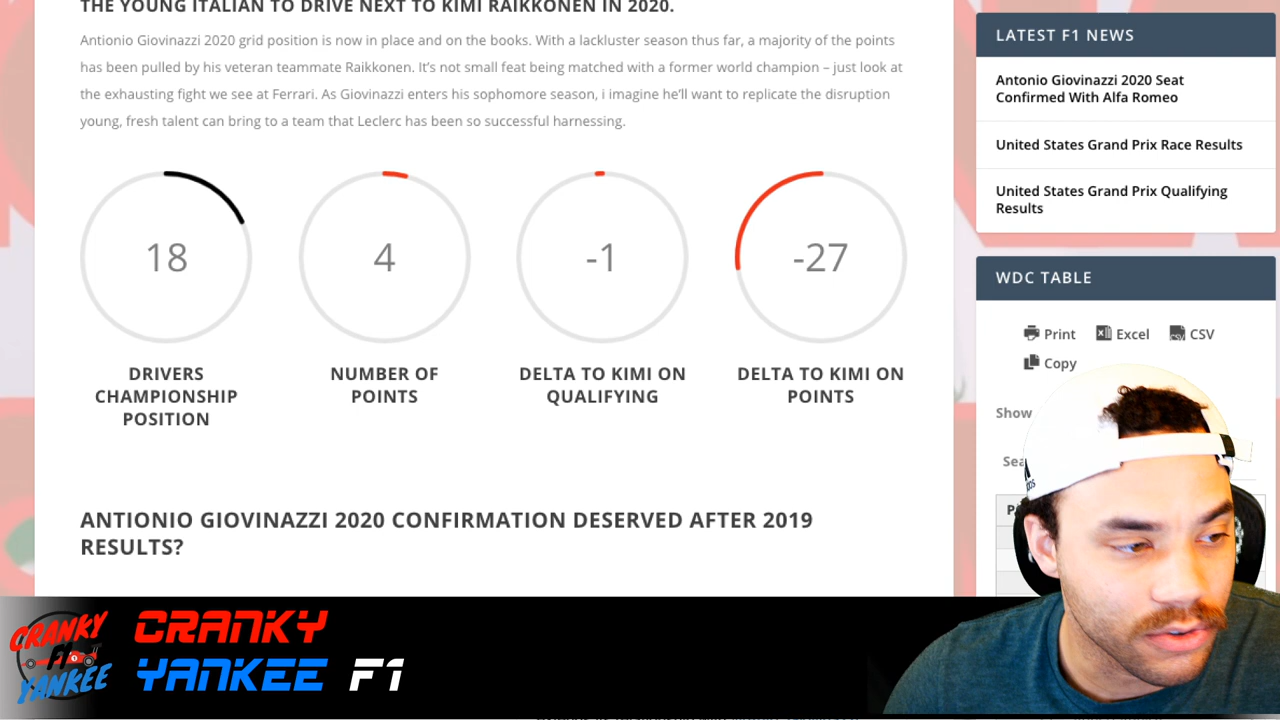 THE YOUNG ITALIAN TO DRIVE NEXT TO KIMI RAIKKONEN IN 2020.
Antonio Giovinazzi 2020 grid position is now in place and on the books. With a lackluster season thus far, a majority of the points
has been pulled by his veteran teammate Raikkonen. It's not small feat being matched with a former world champion – just look at
the exhausting fight we see at Ferrari. As Giovinazzi enters his sophomore season, i imagine he'll want to replicate the disruption
young, fresh talent can bring to a team that Leclerc has been so successful harnessing.
18
4
-1
-27
DRIVERS
CHAMPIONSHIP
POSITION
NUMBER OF
POINTS
DELTA TO KIMI ON
QUALIFYING
DELTA TO KIMI ON
POINTS
ANTIONIO GIOVINAZZI 2020 CONFIRMATION DESERVED AFTER 2019
RESULTS?
LATEST F1 NEWS
Antonio Giovinazzi 2020 Seat
Confirmed With Alfa Romeo
United States Grand Prix Race Results
United States Grand Prix Qualifying
Results
WDC TABLE
Print Excel CSV
Copy
Show
CRANKY
F1
YANKEE
CRANKY
YANKEE F1